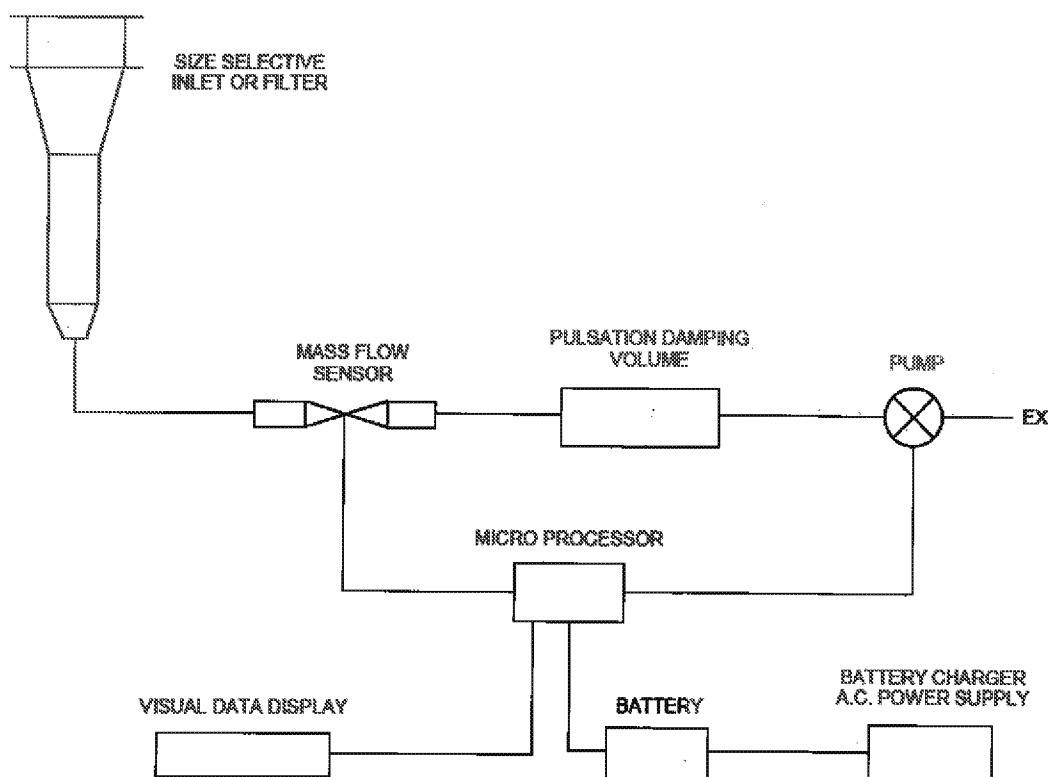 SIZE SELECTIVE
INLET OR FILTER
MASS FLOW
SENSOR
PULSATION DAMPING
VOLUME
PUMP
EX
MICRO PROCESSOR
VISUAL DATA DISPLAY
BATTERY
BATTERY CHARGER
A.C. POWER SUPPLY